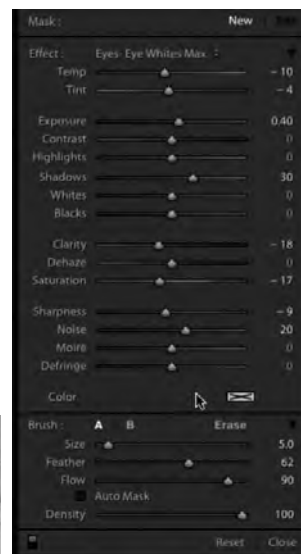 Mask : New Edit
Effect : Eyes- Eye Whites Max
Temp – 10
Tint – 4
Exposure 0.40
Contrast 0
Highlights 0
Shadows 30
Whites 0
Blacks 0
Clarity – 18
Dehaze 0
Saturation – 17
Sharpness – 9
Noise 20
Moiré 0
Defringe 0
Color
Brush : A B Erase
Size 5.0
Feather 62
Flow 90
Auto Mask
Density 100
Reset Close